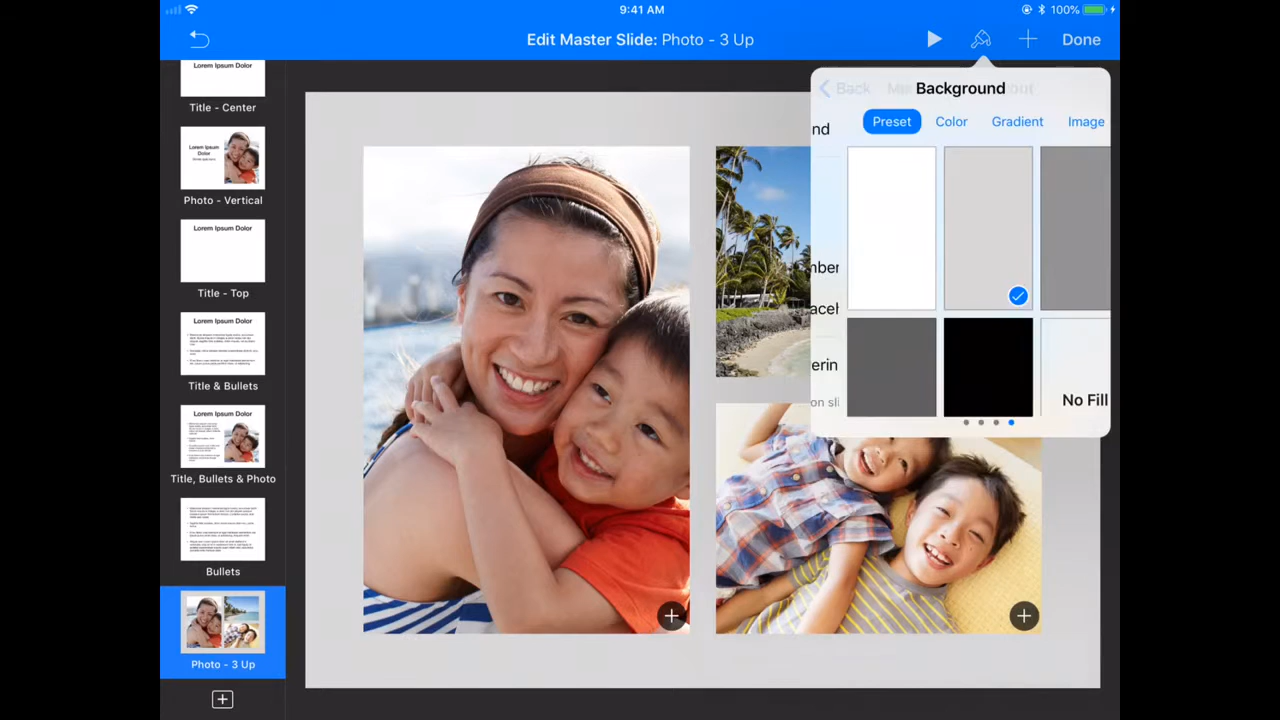 9:41 AM
100%
Edit Master Slide: Photo - 3 Up
Done
Lorem Ipsum Dolor
Title - Center
Lorem Ipsum
Dolor
Photo - Vertical
Lorem Ipsum Dolor
Title - Top
Lorem Ipsum Dolor
Title & Bullets
Lorem Ipsum Dolor
Title, Bullets & Photo
Bullets
Photo - 3 Up
Back
Background
Preset
Color
Gradient
Image
No Fill